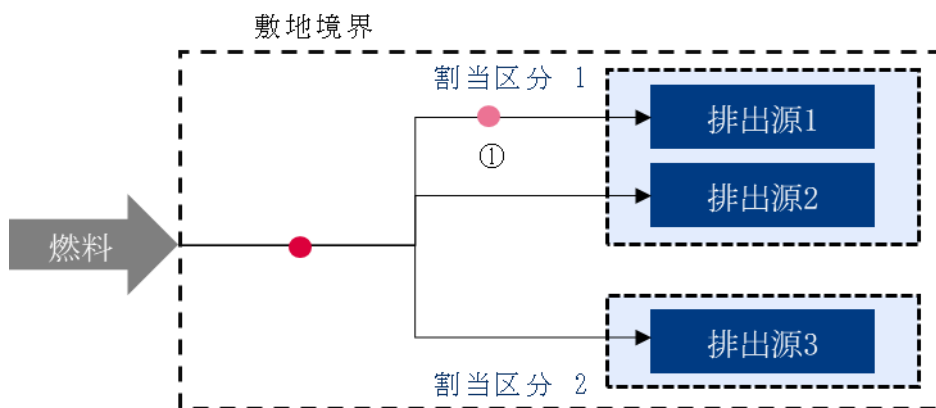 敷地境界
割当区分 1
排出源1
①
排出源2
燃料
排出源3
割当区分 2